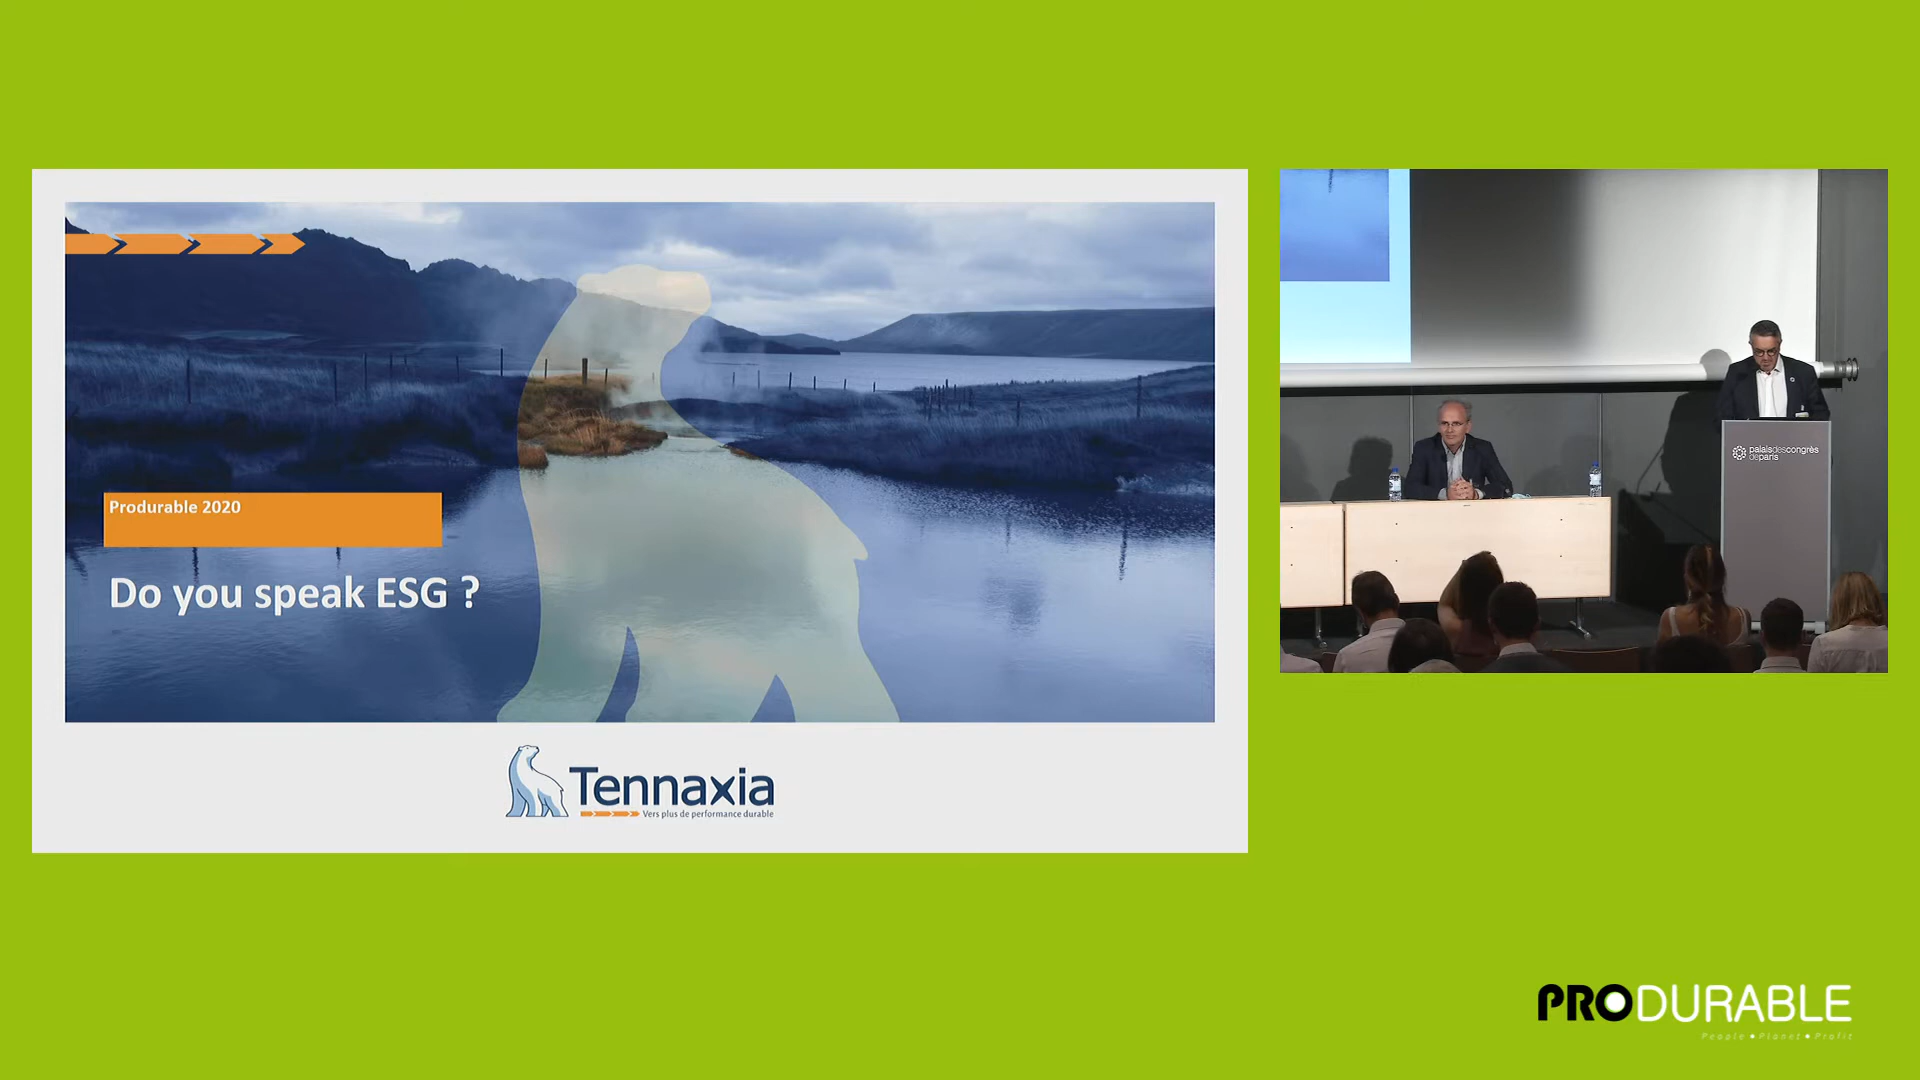 Produrable 2020
Do you speak ESG ?
Tennaxia
Vers plus de performance durable
palaisdescongrès
deparis
PRODURABLE
People • Planet • Profit